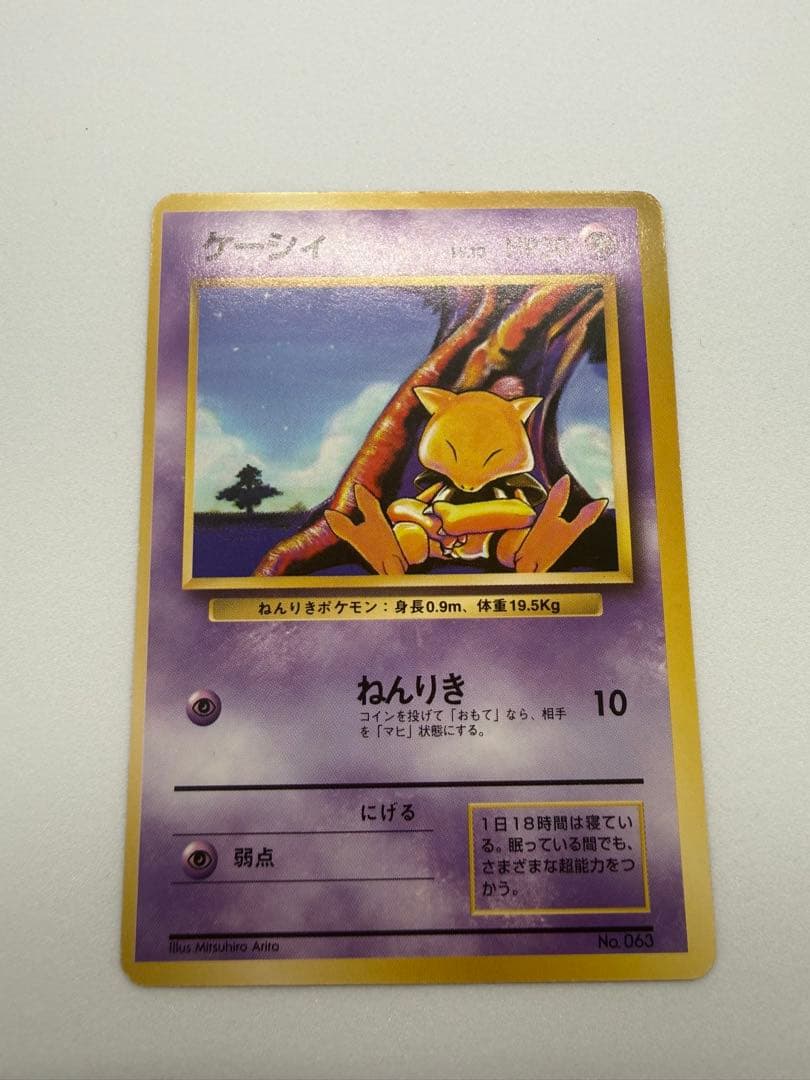 ケーシィ LV.10 HP30
ねんりきポケモン：身長0.9m、体重19.5Kg
ねんりき 10
コインを投げて「おもて」なら、相手
を「マヒ」状態にする。
にげる
弱点
1日18時間は寝てい
る。眠っている間でも、
さまざまな超能力をつ
かう。
Illus. Mitsuhiro Arita
No. 063